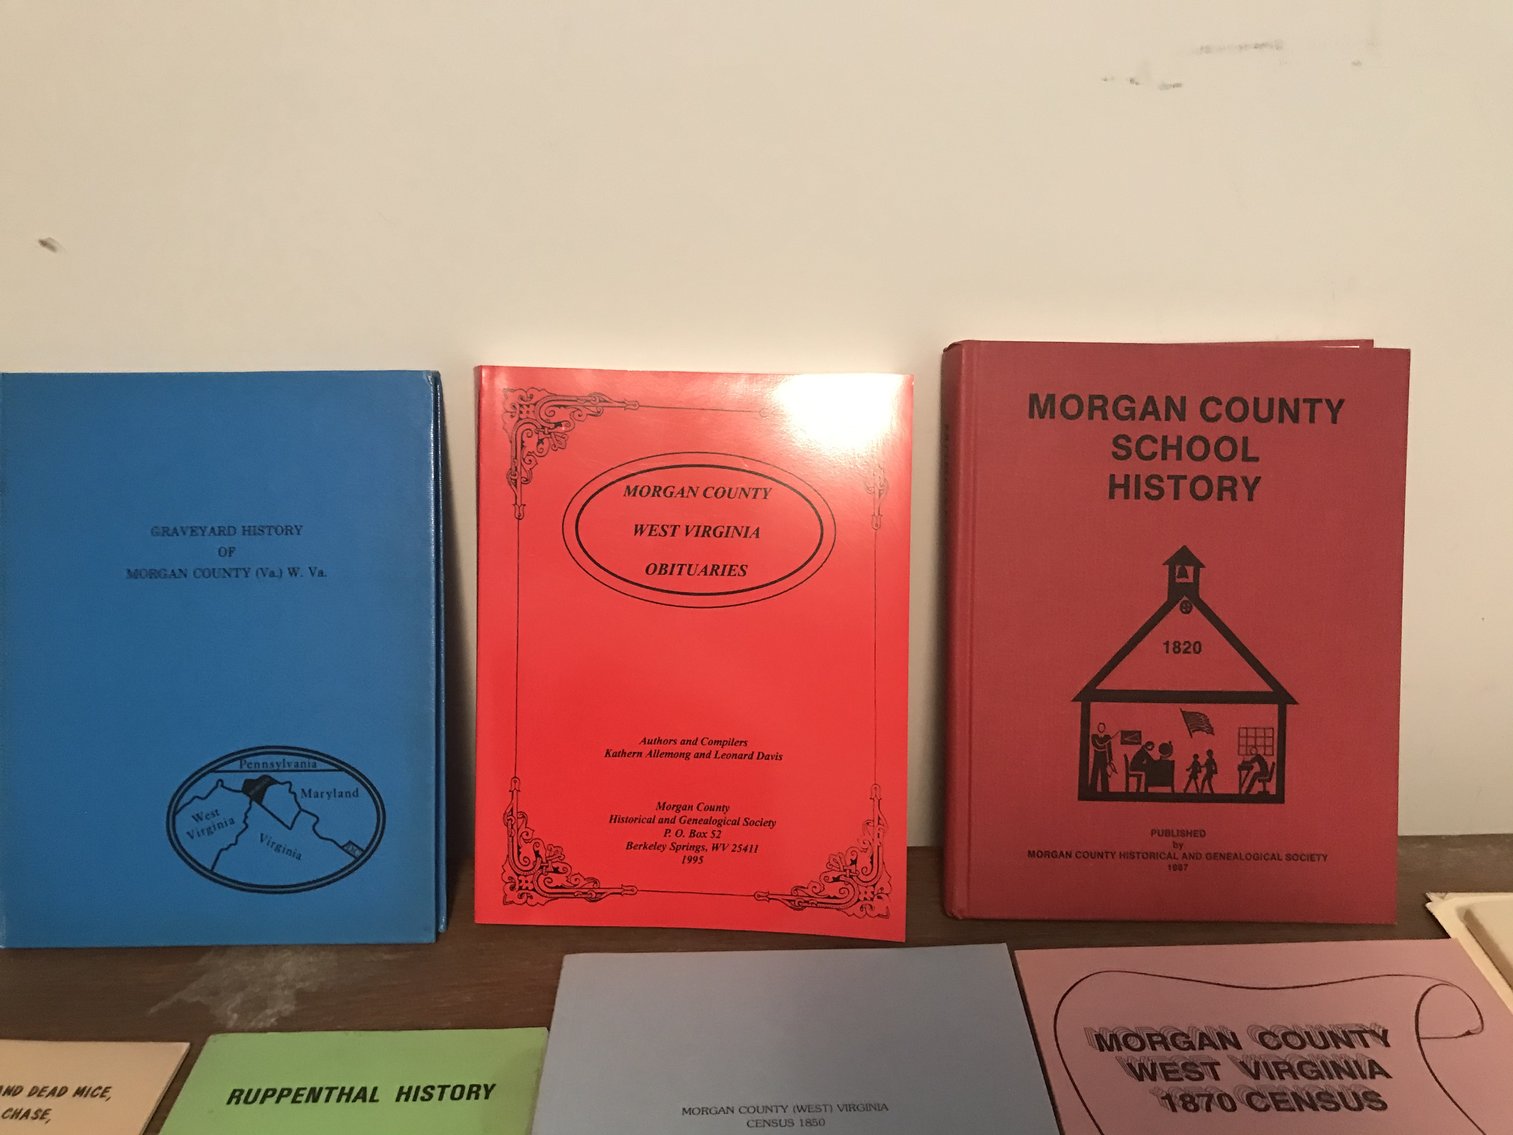 GRAVEYARD HISTORY
OF
MORGAN COUNTY (Va.) W. Va.
Pennsylvania
Maryland
West
Virginia
Virginia
MORGAN COUNTY
WEST VIRGINIA
OBITUARIES
Authors and Compilers
Kathern Allemong and Leonard Davis
Morgan County
Historical and Genealogical Society
P. O. Box 52
Berkeley Springs, WV 25411
1995
MORGAN COUNTY
SCHOOL
HISTORY
1820
PUBLISHED
by
MORGAN COUNTY HISTORICAL AND GENEALOGICAL SOCIETY
AND DEAD MICE,
CHASE,
RUPPENTHAL HISTORY
MORGAN COUNTY (WEST) VIRGINIA
CENSUS 1850
MORGAN COUNTY
WEST VIRGINIA
1870 CENSUS